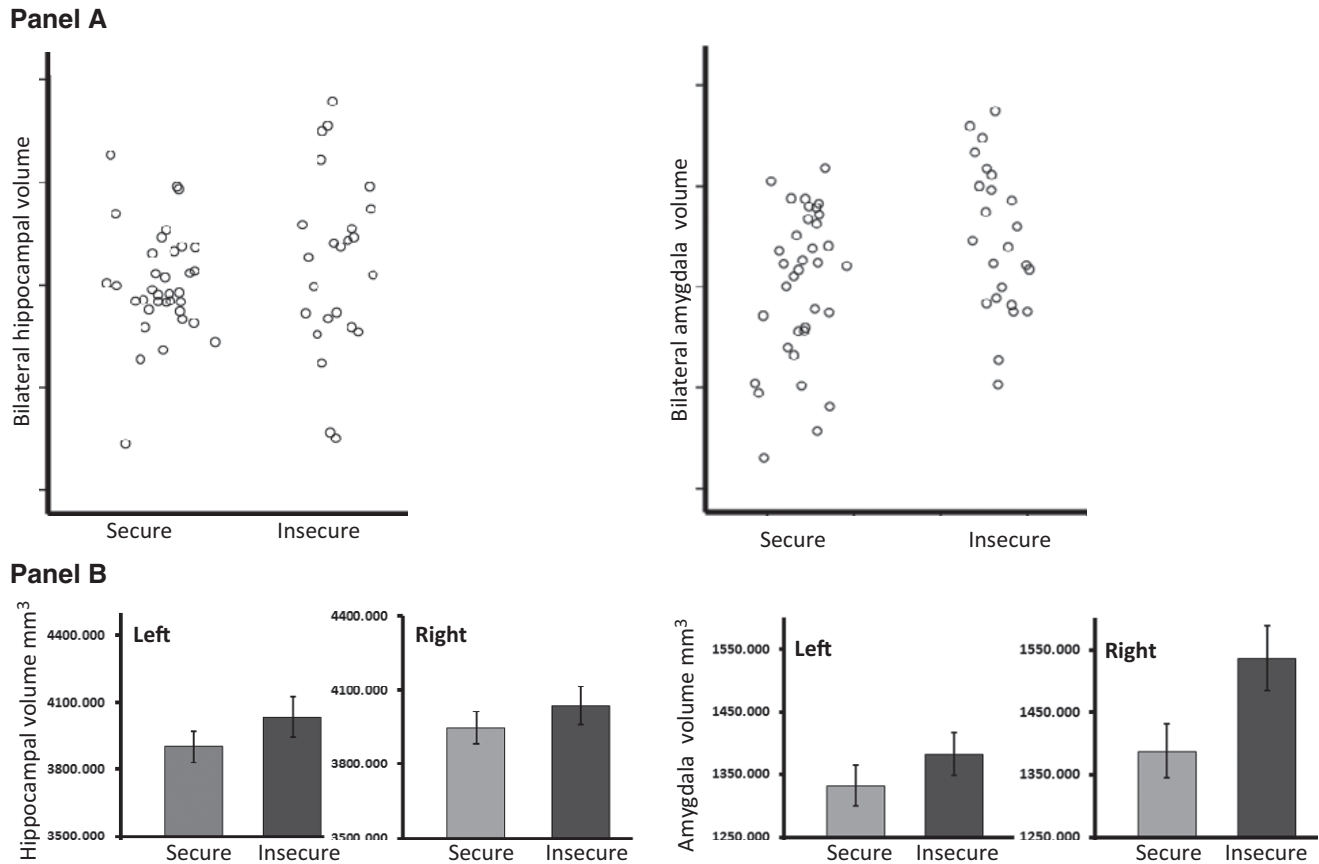 Panel A
Bilateral hippocampal volume
Secure Insecure
Bilateral amygdala volume
Secure Insecure
Panel B
Hippocampal volume mm³
4400.000
4100.000
3800.000
3500.000
Left
Secure Insecure
4400.000
4100.000
3800.000
3500.000
Right
Secure Insecure
Amygdala volume mm³
1550.000
1450.000
1350.000
1250.000
Left
Secure Insecure
1550.000
1450.000
1350.000
1250.000
Right
Secure Insecure